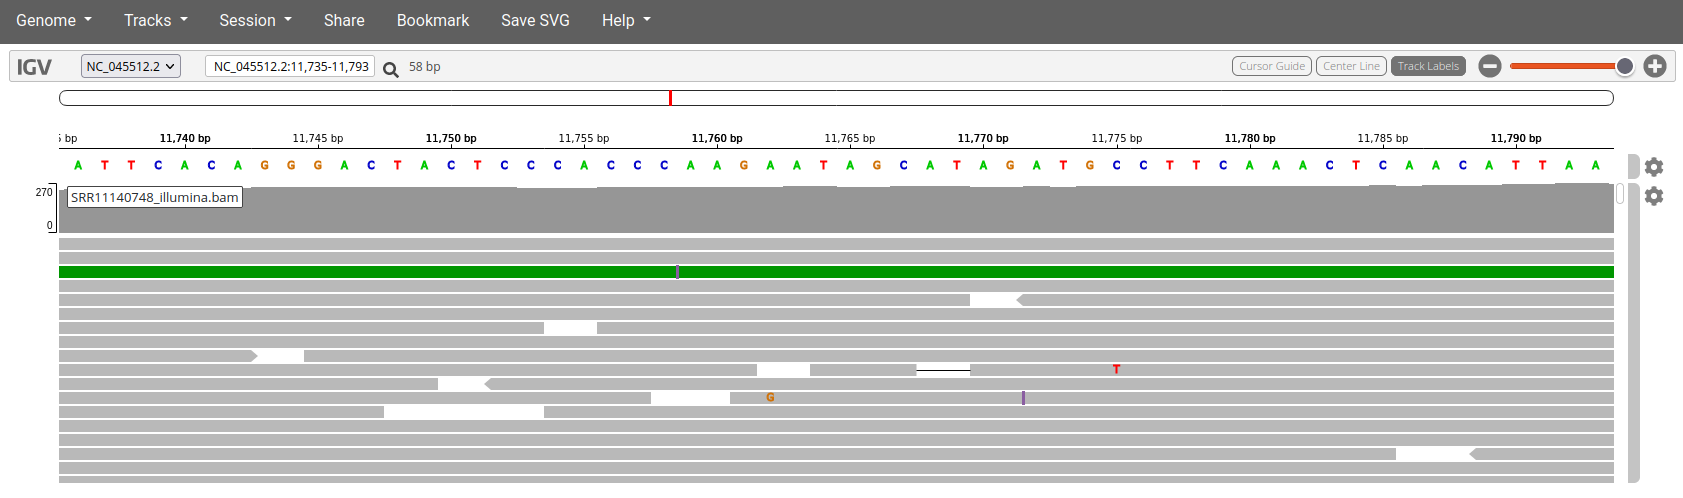 Genome Tracks Session Share Bookmark Save SVG Help
IGV NC_045512.2 NC_045512.2:11,735-11,793 58 bp Cursor Guide Center Line Track Labels
5 bp 11,740 bp 11,745 bp 11,750 bp 11,755 bp 11,760 bp 11,765 bp 11,770 bp 11,775 bp 11,780 bp 11,785 bp 11,790 bp
A T T C A C A G G G A C T A C T C C C A C C C A A G A A T A G C A T A G A T G C C T T C A A A C T C A A C A T T A A
270 SRR11140748_illumina.bam
0
T
G